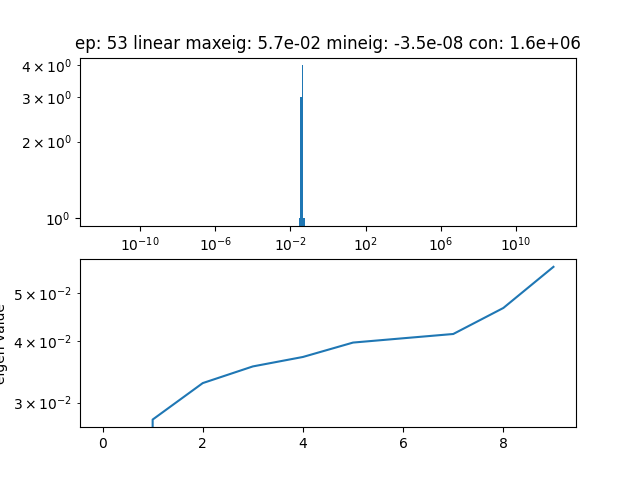 ep: 53 linear maxeig: 5.7e-02 mineig: -3.5e-08 con: 1.6e+06
4 × 10⁰
3 × 10⁰
2 × 10⁰
10⁰
10⁻¹⁰ 10⁻⁶ 10⁻² 10² 10⁶ 10¹⁰
5 × 10⁻²
4 × 10⁻²
3 × 10⁻²
eigen value
0 2 4 6 8